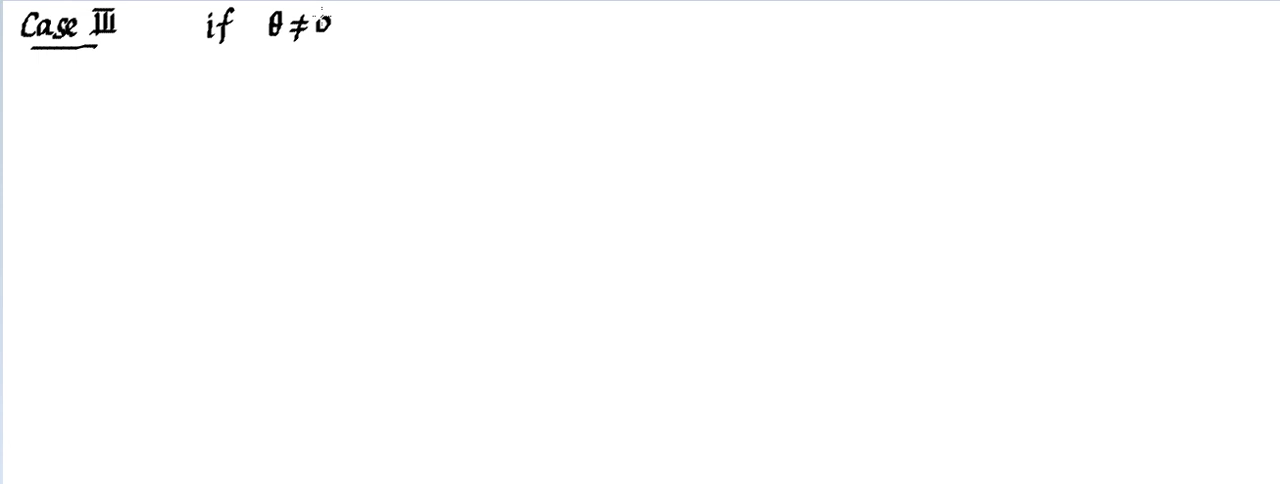 Case III if θ ≠ 0